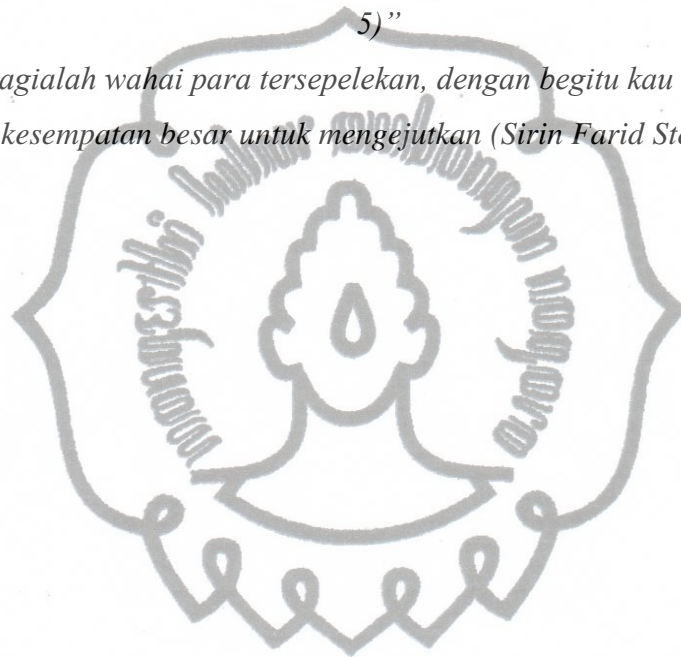 5)”
agialah wahai para tersepelekan, dengan begitu kau
kesempatan besar untuk mengejutkan (Sirin Farid Ste